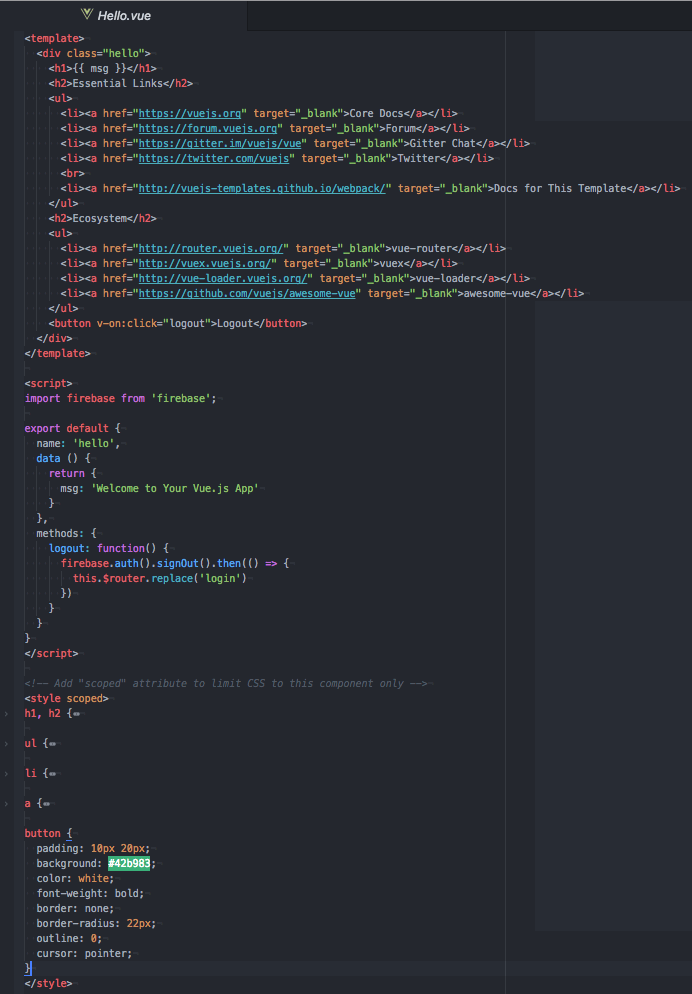 Hello.vue
<template>
  <div class="hello">
    <h1>{{ msg }}</h1>
    <h2>Essential Links</h2>
    <ul>
      <li><a href="https://vuejs.org" target="_blank">Core Docs</a></li>
      <li><a href="https://forum.vuejs.org" target="_blank">Forum</a></li>
      <li><a href="https://gitter.im/vuejs/vue" target="_blank">Gitter Chat</a></li>
      <li><a href="https://twitter.com/vuejs" target="_blank">Twitter</a></li>
      <br>
      <li><a href="http://vuejs-templates.github.io/webpack/" target="_blank">Docs for This Template</a></li>
    </ul>
    <h2>Ecosystem</h2>
    <ul>
      <li><a href="http://router.vuejs.org/" target="_blank">vue-router</a></li>
      <li><a href="http://vuex.vuejs.org/" target="_blank">vuex</a></li>
      <li><a href="http://vue-loader.vuejs.org/" target="_blank">vue-loader</a></li>
      <li><a href="https://github.com/vuejs/awesome-vue" target="_blank">awesome-vue</a></li>
    </ul>
    <button v-on:click="logout">Logout</button>
  </div>
</template>

<script>
import firebase from 'firebase';

export default {
  name: 'hello',
  data () {
    return {
      msg: 'Welcome to Your Vue.js App'
    }
  },
  methods: {
    logout: function() {
      firebase.auth().signOut().then(() => {
        this.$router.replace('login')
      })
    }
  }
}
</script>

<!-- Add "scoped" attribute to limit CSS to this component only -->
<style scoped>
h1, h2 {

ul {

li {

a {

button {
  padding: 10px 20px;
  background: #42b983;
  color: white;
  font-weight: bold;
  border: none;
  border-radius: 22px;
  outline: 0;
  cursor: pointer;
}
</style>